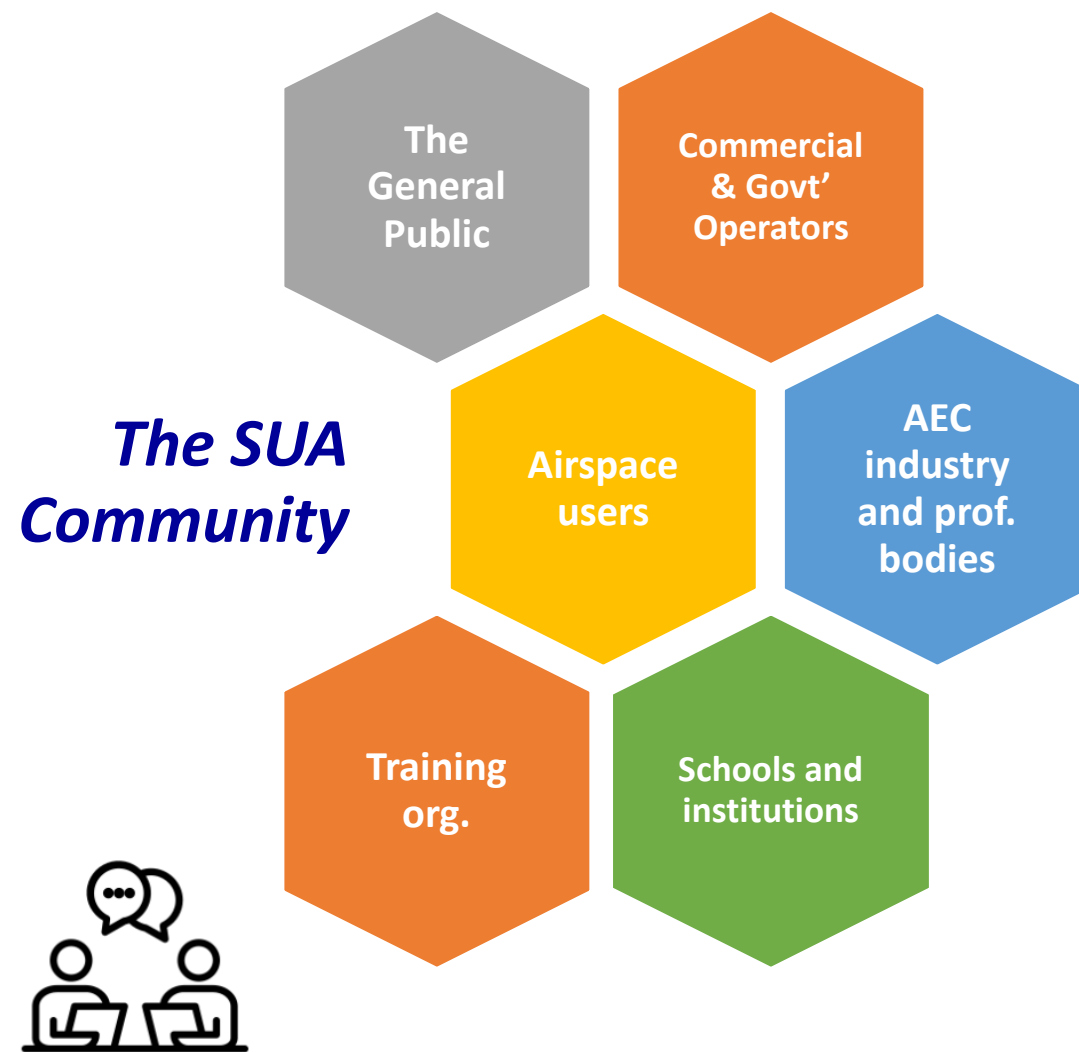 The
General
Public
Commercial
& Govt’
Operators
The SUA
Community
Airspace
users
AEC
industry
and prof.
bodies
Training
org.
Schools and
institutions